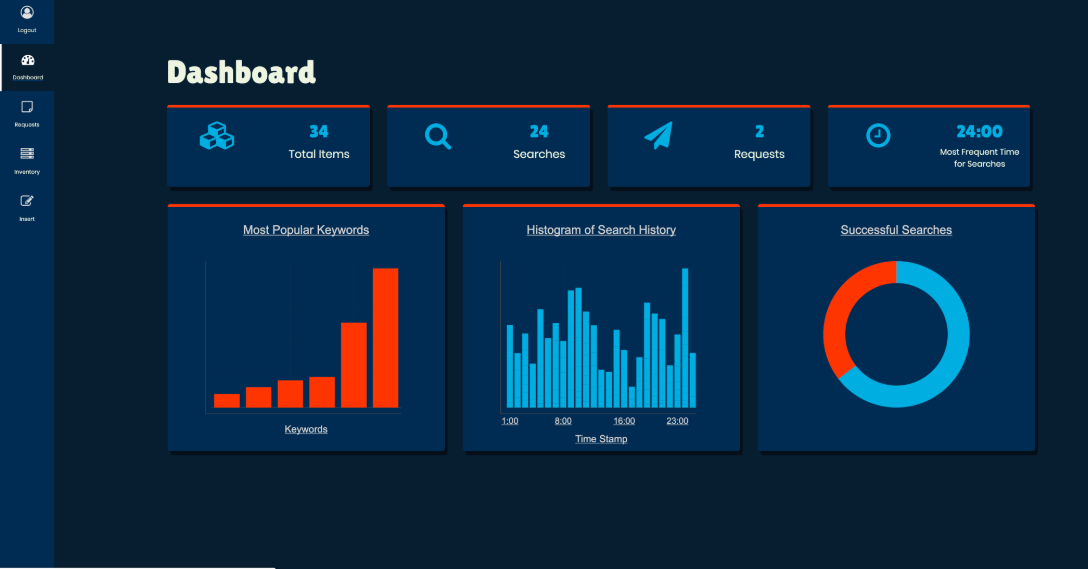 Logout
Dashboard
Requests
Inventory
Insert
Dashboard
34
Total Items
24
Searches
2
Requests
24:00
Most Frequent Time
for Searches
Most Popular Keywords
Keywords
Histogram of Search History
1:00 8:00 16:00 23:00
Time Stamp
Successful Searches